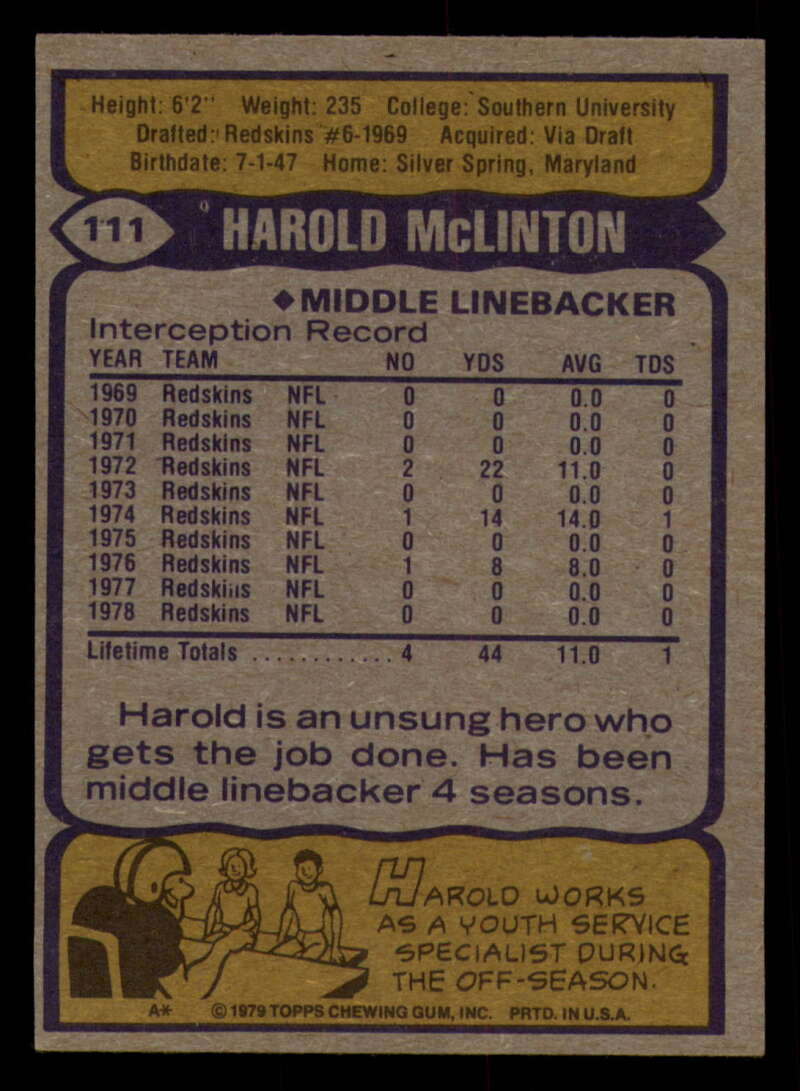 Height: 6'2" Weight: 235 College: Southern University
Drafted: Redskins #6-1969 Acquired: Via Draft
Birthdate: 7-1-47 Home: Silver Spring, Maryland
111 HAROLD McLINTON
◆MIDDLE LINEBACKER
Interception Record
YEAR TEAM NO YDS AVG TDS
1969 Redskins NFL 0 0 0.0 0
1970 Redskins NFL 0 0 0.0 0
1971 Redskins NFL 0 0 0.0 0
1972 Redskins NFL 2 22 11.0 0
1973 Redskins NFL 0 0 0.0 0
1974 Redskins NFL 1 14 14.0 1
1975 Redskins NFL 0 0 0.0 0
1976 Redskins NFL 1 8 8.0 0
1977 Redskins NFL 0 0 0.0 0
1978 Redskins NFL 0 0 0.0 0
Lifetime Totals ............ 4 44 11.0 1
Harold is an unsung hero who
gets the job done. Has been
middle linebacker 4 seasons.
HAROLD WORKS
AS A YOUTH SERVICE
SPECIALIST DURING
THE OFF-SEASON.
A* © 1979 TOPPS CHEWING GUM, INC. PRTD. IN U.S.A.